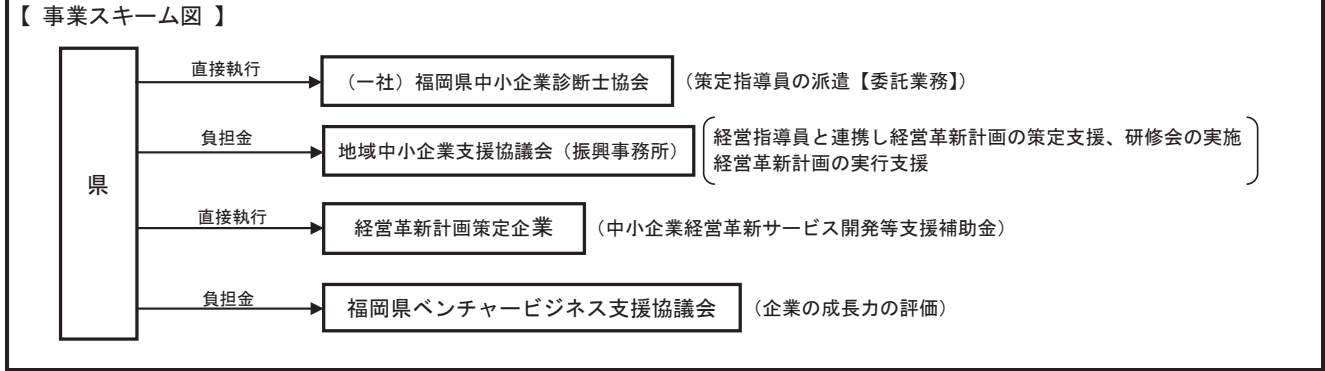 【 事業スキーム図 】
県
直接執行
(一社)福岡県中小企業診断士協会
(策定指導員の派遣【委託業務】)
負担金
地域中小企業支援協議会(振興事務所)
経営指導員と連携し経営革新計画の策定支援、研修会の実施
経営革新計画の実行支援
直接執行
経営革新計画策定企業
(中小企業経営革新サービス開発等支援補助金)
負担金
福岡県ベンチャービジネス支援協議会
(企業の成長力の評価)